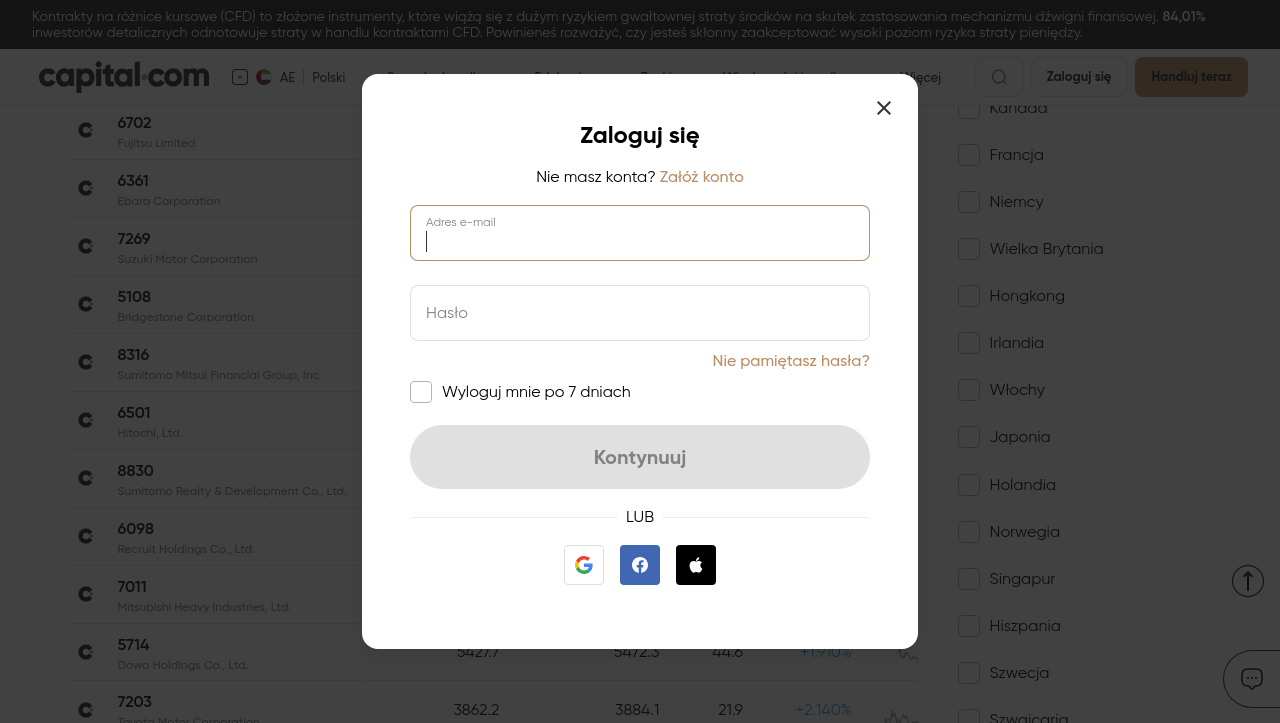 Kontrakty na różnice kursowe (CFD) to złożone instrumenty, które wiążą się z dużym ryzykiem gwałtownej straty środków na skutek zastosowania mechanizmu dźwigni finansowej. 84,01%
inwestorów detalicznych odnotowuje straty w handlu kontraktami CFD. Powinieneś rozważyć, czy jesteś skłonny zaakceptować wysoki poziom ryzyka straty pieniędzy.
capital.com
AE
Polski
Więcej
Zaloguj się
Handluj teraz
6702
Fujitsu Limited
6361
Ebara Corporation
7269
Suzuki Motor Corporation
5108
Bridgestone Corporation
8316
Sumitomo Mitsui Financial Group, Inc.
6501
Hitachi, Ltd.
8830
Sumitomo Realty & Development Co., Ltd.
6098
Recruit Holdings Co., Ltd.
7011
Mitsubishi Heavy Industries, Ltd.
5714
Dowa Holdings Co., Ltd.
5427.7 5472.3 44.6 +1.910%
7203
Toyota Motor Corporation
3862.2 3884.1 21.9 +2.140%
Zaloguj się
Nie masz konta? Załóż konto
Adres e-mail
Hasło
Nie pamiętasz hasła?
Wyloguj mnie po 7 dniach
Kontynuuj
LUB
Kanada
Francja
Niemcy
Wielka Brytania
Hongkong
Irlandia
Włochy
Japonia
Holandia
Norwegia
Singapur
Hiszpania
Szwecja
Szwajcaria